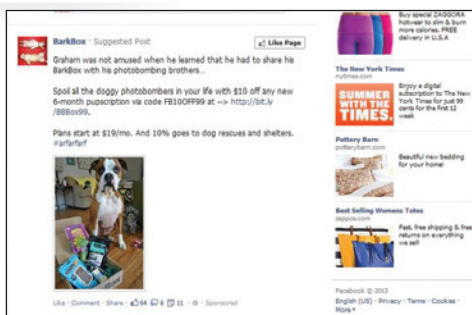 BarkBox · Suggested Post
Like Page
Graham was not amused when he learned that he had to share his
BarkBox with his photobombing brothers...
Spoil all the doggy photobombers in your life with $10 off any new
6-month pupscription via code FB10OFF99 at --> http://bit.ly
/BBBox99.
Plans start at $19/mo. And 10% goes to dog rescues and shelters.
#arfarfarf
Like · Comment · Share · 64 6 11 · Sponsored
Buy special ZAGGORA
hotwear to slim & burn
more calories. FREE
delivery in U.S.A
The New York Times
nytimes.com
SUMMER
WITH THE
TIMES.
Enjoy a digital
subscription to The New
York Times for just 99
cents for the first 12
week
Pottery Barn
potterybarn.com
Beautiful new bedding
for your home!
Best Selling Womens Totes
zappos.com
Fast, free shipping & free
returns on everything
we sell!
Facebook © 2013
English (US) · Privacy · Terms · Cookies ·
More